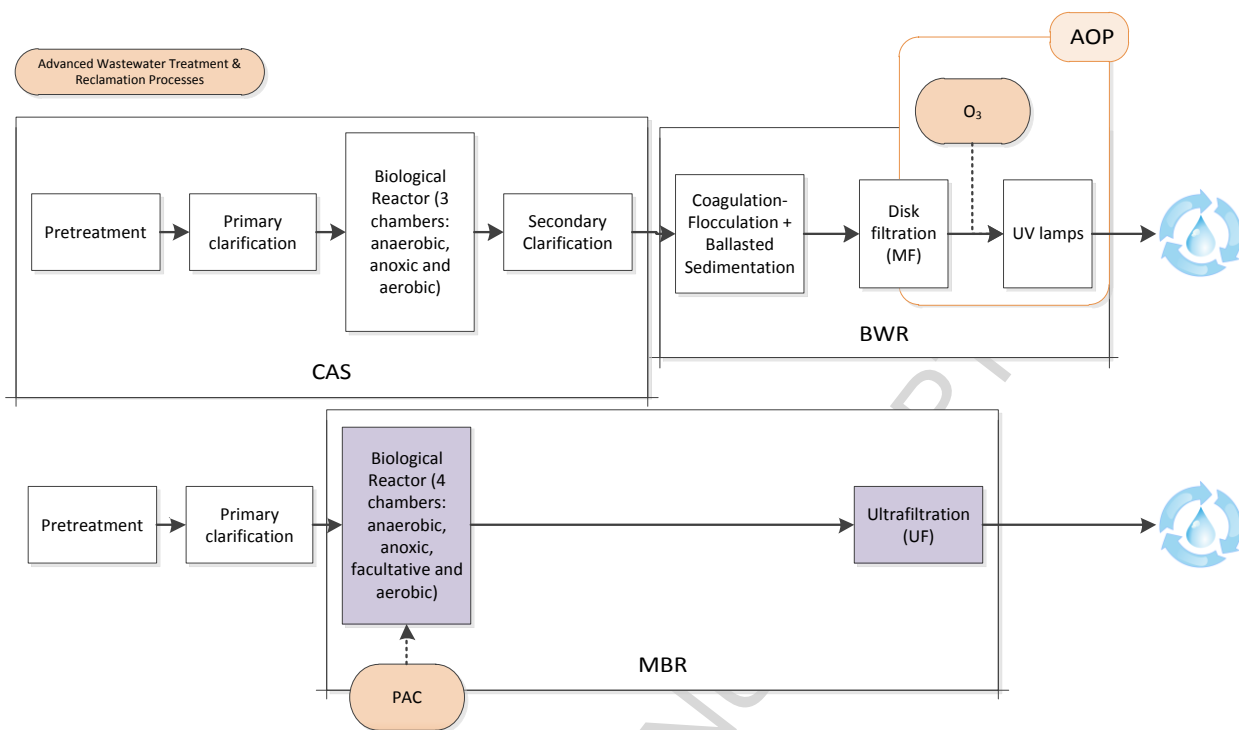 Advanced Wastewater Treatment &
Reclamation Processes
AOP
O₃
Pretreatment
Primary
clarification
Biological
Reactor (3
chambers:
anaerobic,
anoxic and
aerobic)
Secondary
Clarification
Coagulation-
Flocculation +
Ballasted
Sedimentation
Disk
filtration
(MF)
UV lamps
CAS
BWR
Pretreatment
Primary
clarification
Biological
Reactor (4
chambers:
anaerobic,
anoxic,
facultative and
aerobic)
Ultrafiltration
(UF)
PAC
MBR